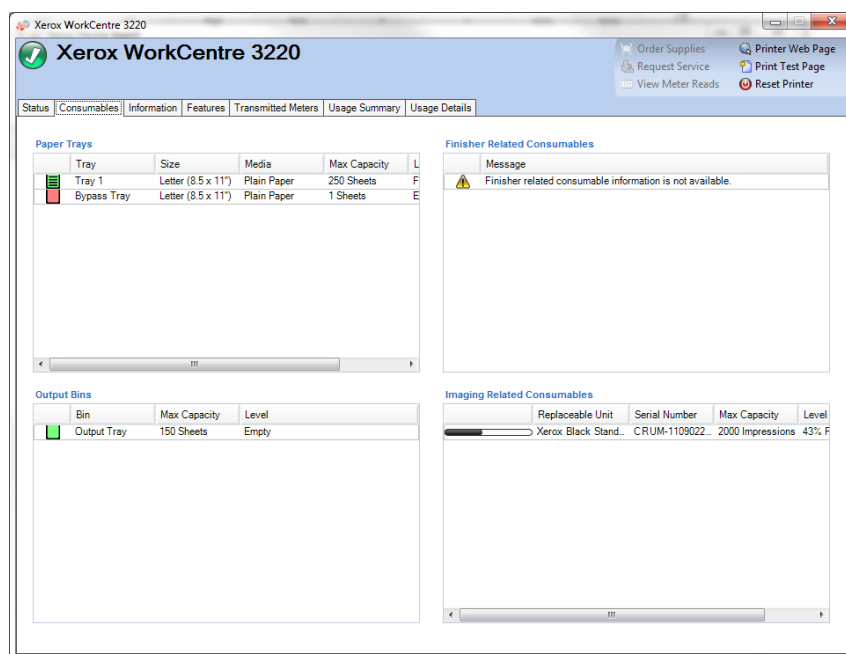 Xerox WorkCentre 3220
Xerox WorkCentre 3220
Order Supplies
Request Service
View Meter Reads
Printer Web Page
Print Test Page
Reset Printer
Status Consumables Information Features Transmitted Meters Usage Summary Usage Details
Paper Trays
Tray Size Media Max Capacity L
Tray 1 Letter (8.5 x 11") Plain Paper 250 Sheets F
Bypass Tray Letter (8.5 x 11") Plain Paper 1 Sheets E
Finisher Related Consumables
Message
Finisher related consumable information is not available.
Output Bins
Bin Max Capacity Level
Output Tray 150 Sheets Empty
Imaging Related Consumables
Replaceable Unit Serial Number Max Capacity Level
Xerox Black Stand... CRUM-1109022... 2000 Impressions 43% F